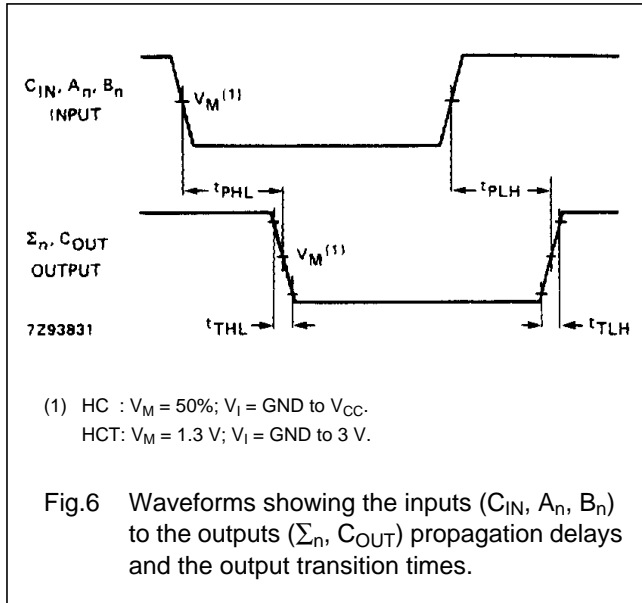 C_IN, A_n, B_n
INPUT
V_M (1)
t_PHL
t_PLH
Σ_n, C_OUT
OUTPUT
V_M (1)
7Z93831
t_THL
t_TLH
(1) HC : V_M = 50%; V_I = GND to V_CC.
HCT: V_M = 1.3 V; V_I = GND to 3 V.
Fig.6 Waveforms showing the inputs (C_IN, A_n, B_n)
to the outputs (Σ_n, C_OUT) propagation delays
and the output transition times.